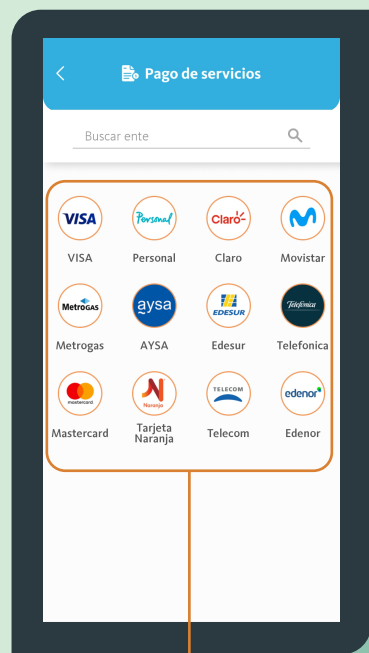 Pago de servicios
Buscar ente
VISA Personal Claro
VISA Personal Claro Movistar
MetroGAS aysa EDESUR Telefónica
Metrogas AYSA Edesur Telefonica
mastercard Naranja TELECOM edenor
Mastercard Tarjeta Naranja Telecom Edenor